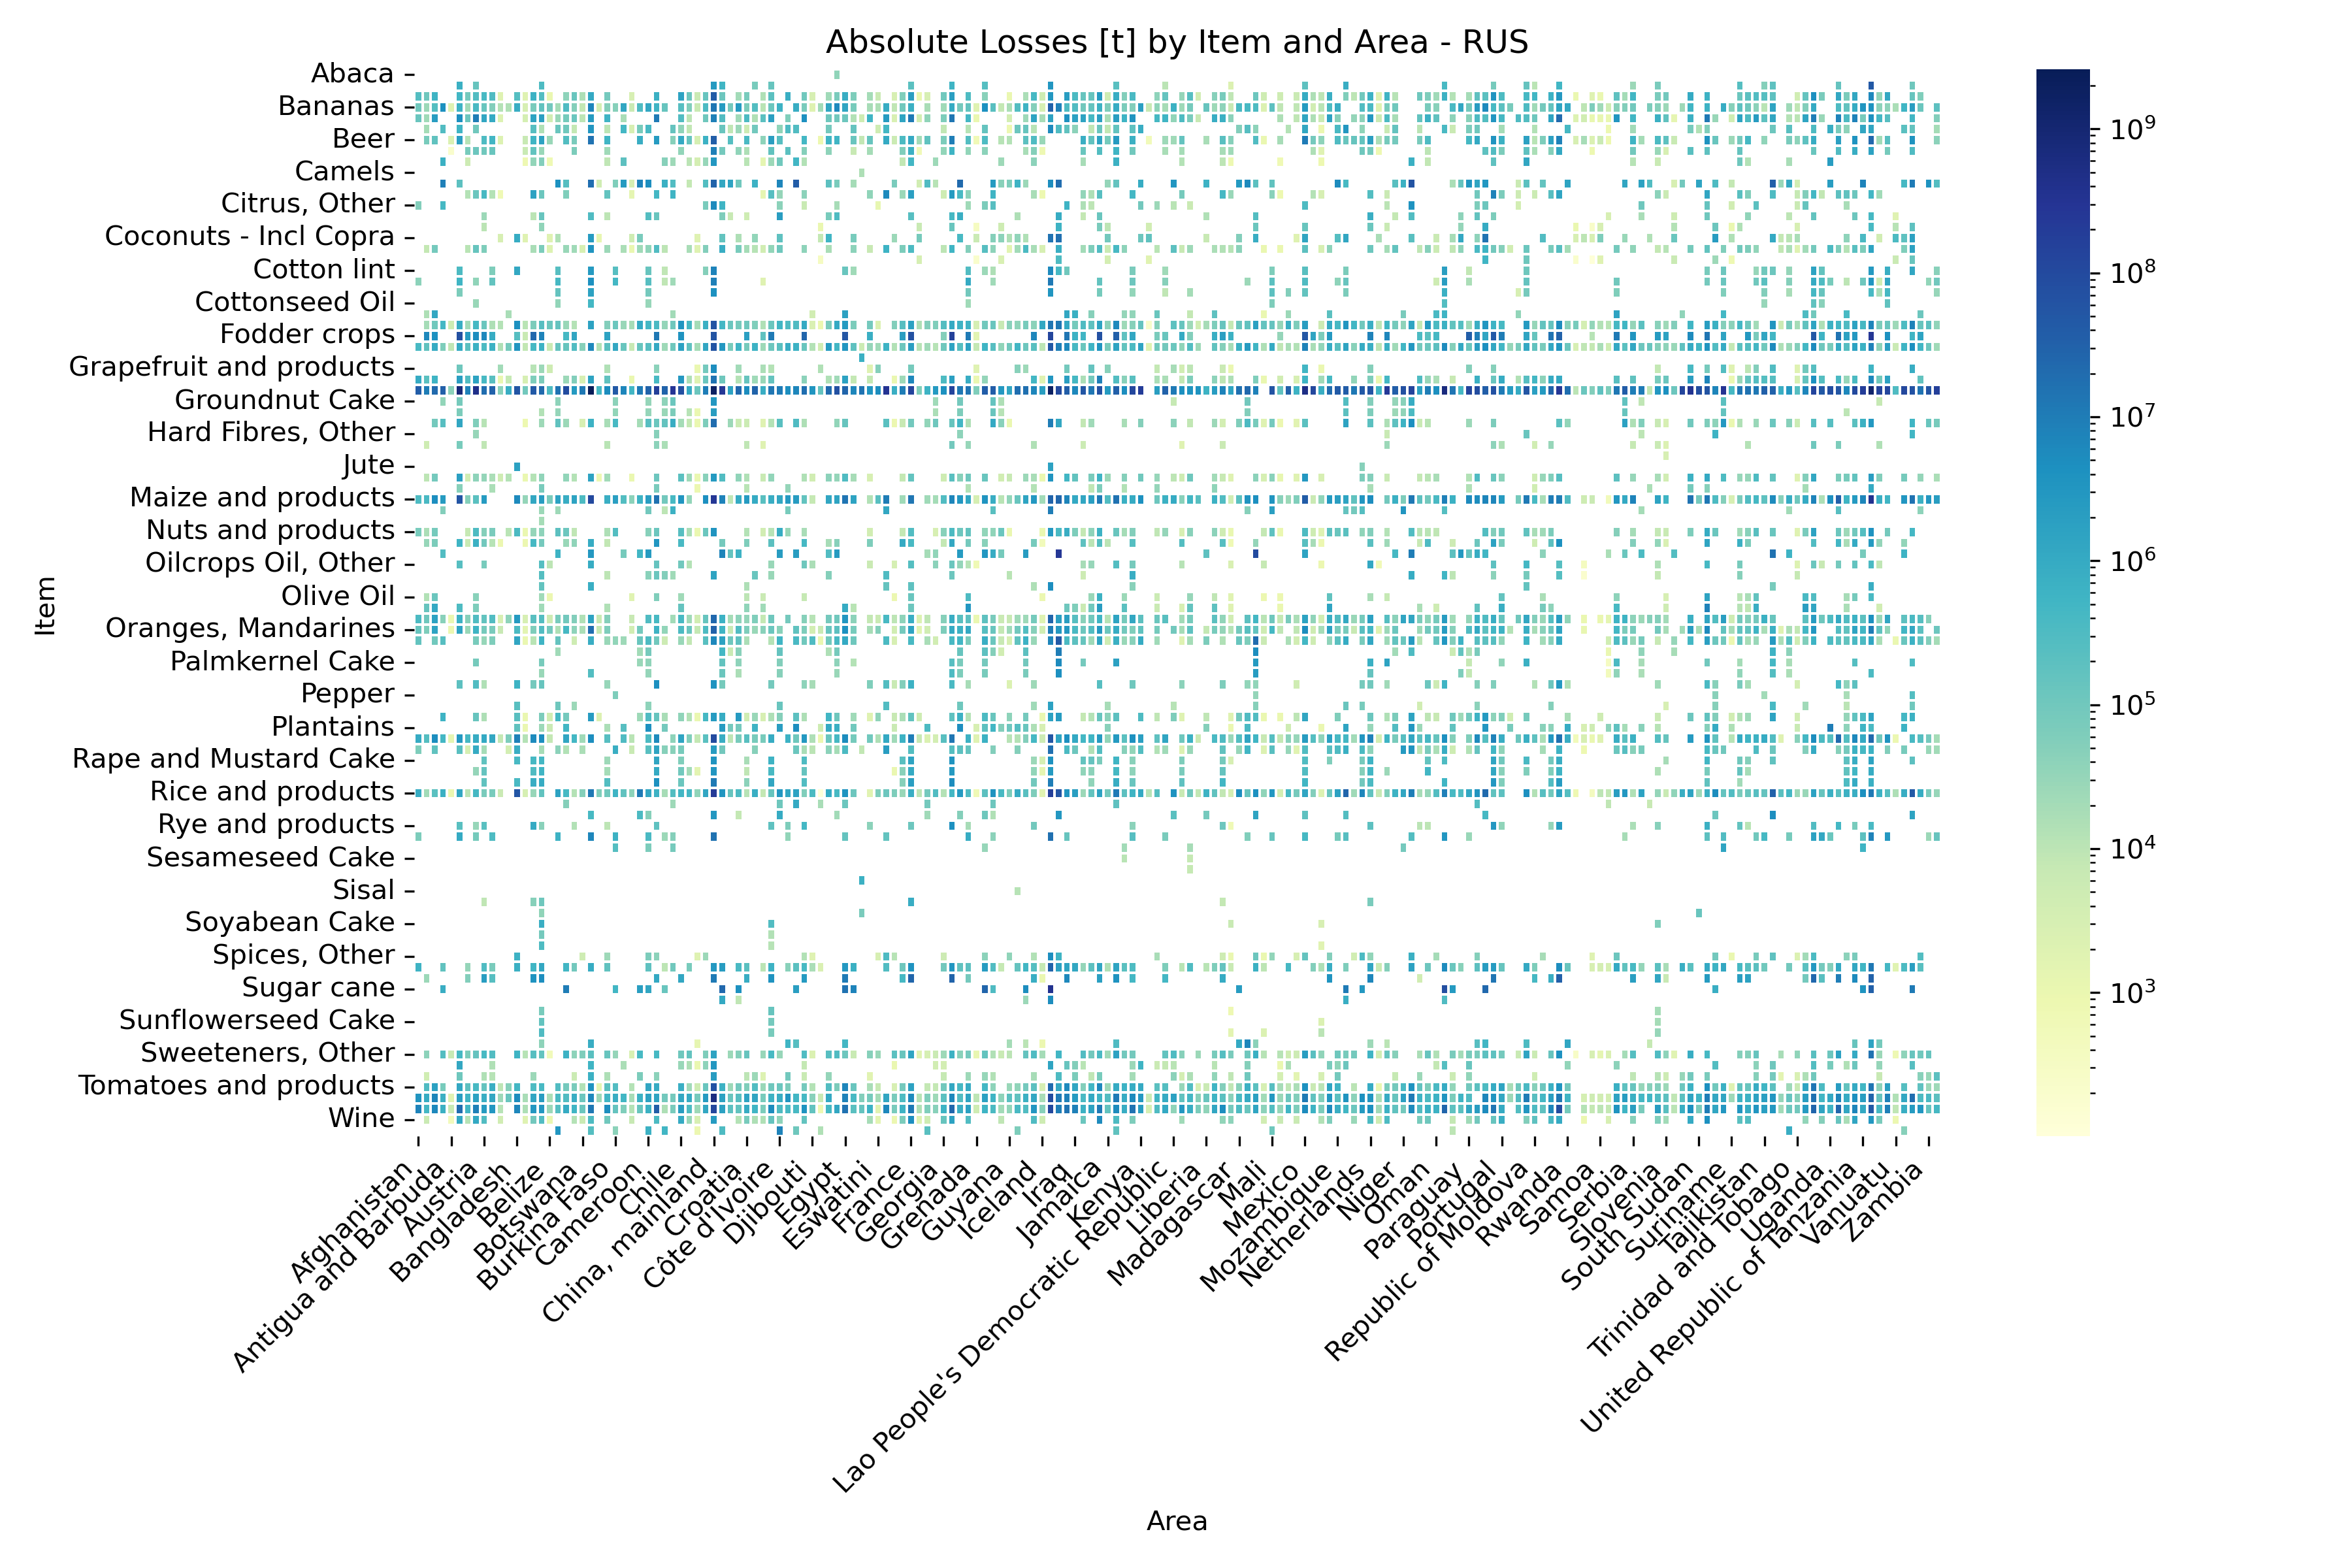 Absolute Losses [t] by Item and Area - RUS
Item
Abaca
Bananas
Beer
Camels
Citrus, Other
Coconuts - Incl Copra
Cotton lint
Cottonseed Oil
Fodder crops
Grapefruit and products
Groundnut Cake
Hard Fibres, Other
Jute
Maize and products
Nuts and products
Oilcrops Oil, Other
Olive Oil
Oranges, Mandarines
Palmkernel Cake
Pepper
Plantains
Rape and Mustard Cake
Rice and products
Rye and products
Sesameseed Cake
Sisal
Soyabean Cake
Spices, Other
Sugar cane
Sunflowerseed Cake
Sweeteners, Other
Tomatoes and products
Wine
Afghanistan
Antigua and Barbuda
Austria
Bangladesh
Belize
Botswana
Burkina Faso
Cameroon
Chile
China, mainland
Croatia
Côte d'Ivoire
Djibouti
Egypt
Eswatini
France
Georgia
Grenada
Guyana
Iceland
Iraq
Jamaica
Kenya
Lao People's Democratic Republic
Liberia
Madagascar
Mali
Mexico
Mozambique
Netherlands
Niger
Oman
Paraguay
Portugal
Republic of Moldova
Rwanda
Samoa
Serbia
Slovenia
South Sudan
Suriname
Tajikistan
Trinidad and Tobago
Uganda
United Republic of Tanzania
Vanuatu
Zambia
Area
10⁹
10⁸
10⁷
10⁶
10⁵
10⁴
10³